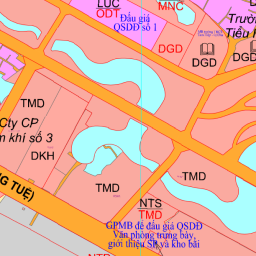 LUC
ODT
MNC
Đấu giá
QSDĐ số 1
Trườ
Tiểu h
DGD
DGD
DGD
TMD
Cty CP
m khí số 3
DKH
TMD
TMD
NG TUỆ)
NTS
TMD
GPMB để đấu giá QSDĐ
Văn phòng trưng bày,
giới thiệu SP và kho bãi